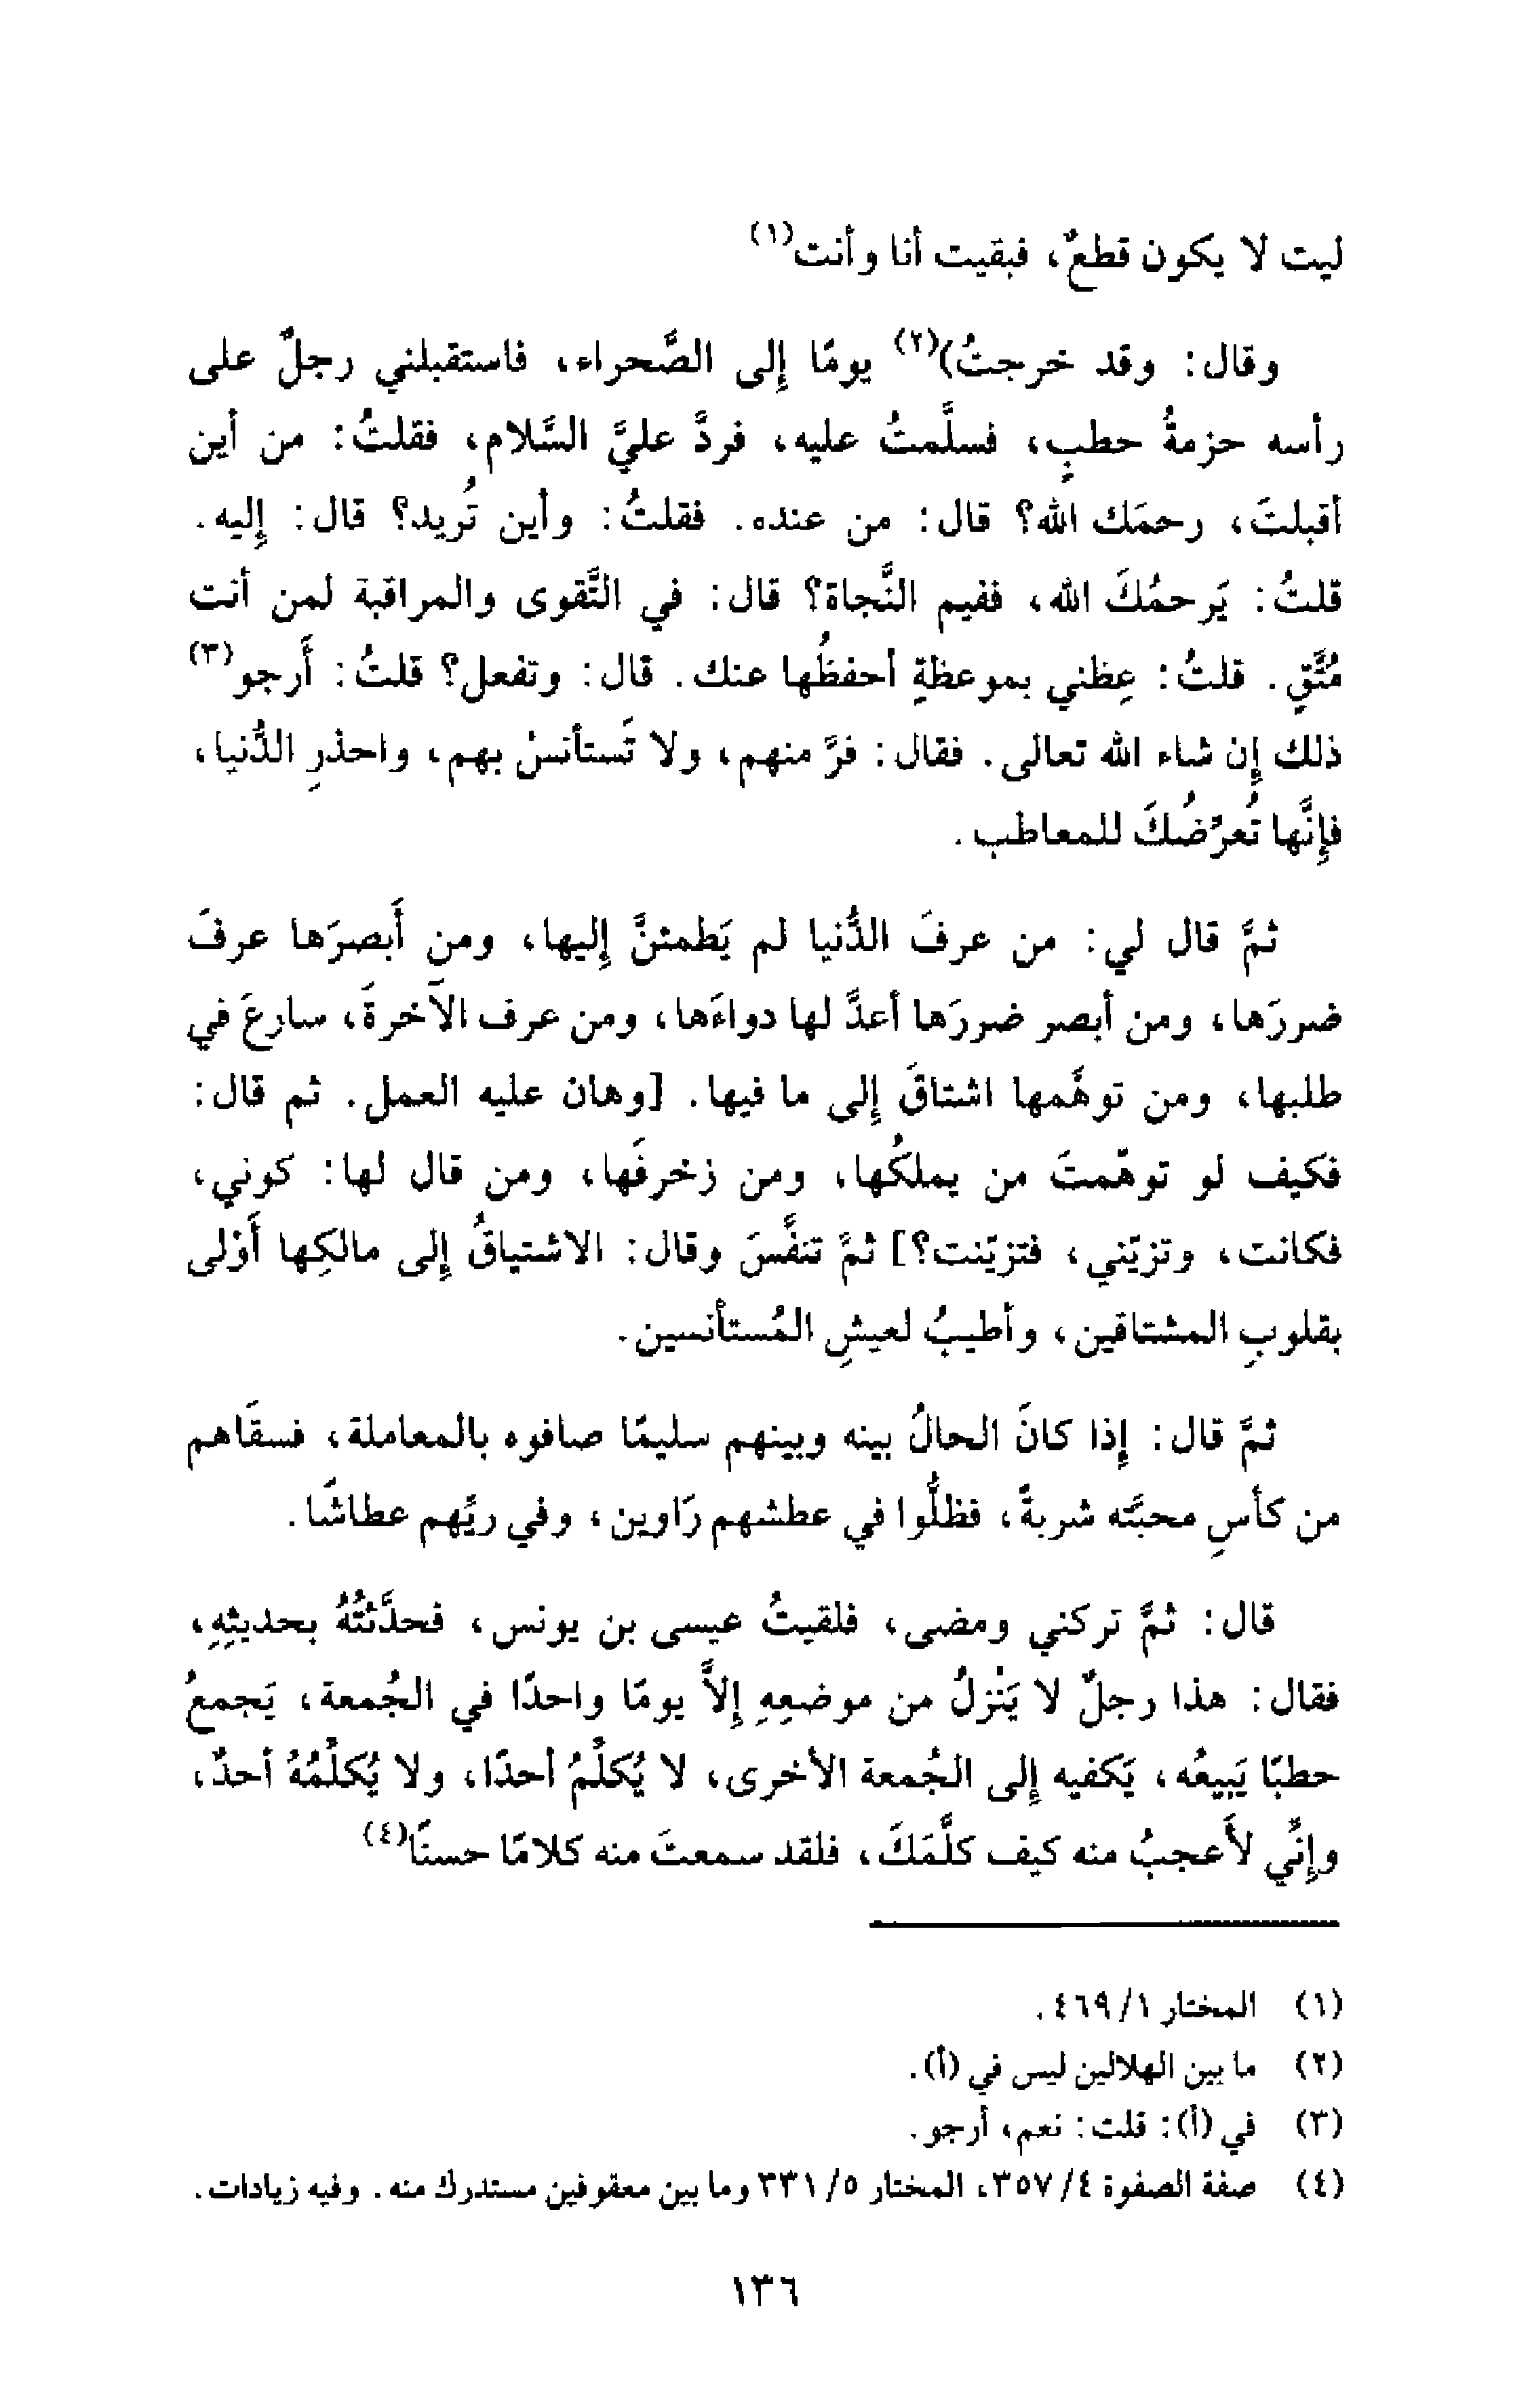 ليت لا يكون قطعٌ، فبقيت أنا وأنت(١)
وقال: وقد خرجتُ)(٢) يومًا إلى الصَّحراء، فاستقبلني رجلٌ على
رأسه حزمةُ حطبٍ، فسلَّمتُ عليه، فردَّ عليَّ السَّلام، فقلتُ: من أين
أقبلتَ، رحمَك الله؟ قال: من عنده. فقلتُ: وأين تُريد؟ قال: إليه.
قلتُ: يَرحمُكَ الله، ففيم النَّجاة؟ قال: في التَّقوى والمراقبة لمن أنت
مُتَّقٍ. قلتُ: عِظني بموعظةٍ أحفظُها عنك. قال: وتفعل؟ قلتُ: أَرجو(٣)
ذلك إن شاء الله تعالى. فقال: فرَّ منهم، ولا تَستأنسْ بهم، واحذرِ الدُّنيا،
فإنَّها تُعرِّضُكَ للمعاطب.
ثمَّ قال لي: من عرفَ الدُّنيا لم يَطمئنَّ إليها، ومن أَبصرَها عرفَ
ضررَها، ومن أبصر ضررَها أعدَّ لها دواءَها، ومن عرف الآخرةَ، سارعَ في
طلبها، ومن توهَّمها اشتاقَ إلى ما فيها. [وهان عليه العمل. ثم قال:
فكيف لو توهّمتَ من يملكُها، ومن زخرفَها، ومن قال لها: كوني،
فكانت، وتزيّني، فتزيّنت؟] ثمَّ تنفَّسَ وقال: الاشتياقُ إلى مالكِها أَوْلى
بقلوبِ المشتاقين، وأطيبُ لعيشِ المُستأنسين.
ثمَّ قال: إذا كانَ الحالُ بينه وبينهم سليمًا صافوه بالمعاملة، فسقَاهم
من كأسِ محبَّته شربةً، فظلُّوا في عطشهم رَاوين، وفي ريِّهم عطاشًا.
قال: ثمَّ تركني ومضى، فلقيتُ عيسى بن يونس، فحدَّثتُهُ بحديثِهِ،
فقال: هذا رجلٌ لا يَنْزلُ من موضعِهِ إلاَّ يومًا واحدًا في الجُمعة، يَجمعُ
حطبًا يَبيعُه، يَكفيه إلى الجُمعة الأخرى، لا يُكلِّمُ أحدًا، ولا يُكلِّمُهُ أحدٌ،
وإنِّي لأَعجبُ منه كيف كلَّمَكَ، فلقد سمعتَ منه كلامًا حسنًا(٤)
(١) المختار ١/ ٤٦٩.
(٢) ما بين الهلالين ليس في (أ).
(٣) في (أ): قلت: نعم، أرجو.
(٤) صفة الصفوة ٤/ ٣٥٧، المختار ٥/ ٣٣١ وما بين معقوفين مستدرك منه. وفيه زيادات.
١٣٦